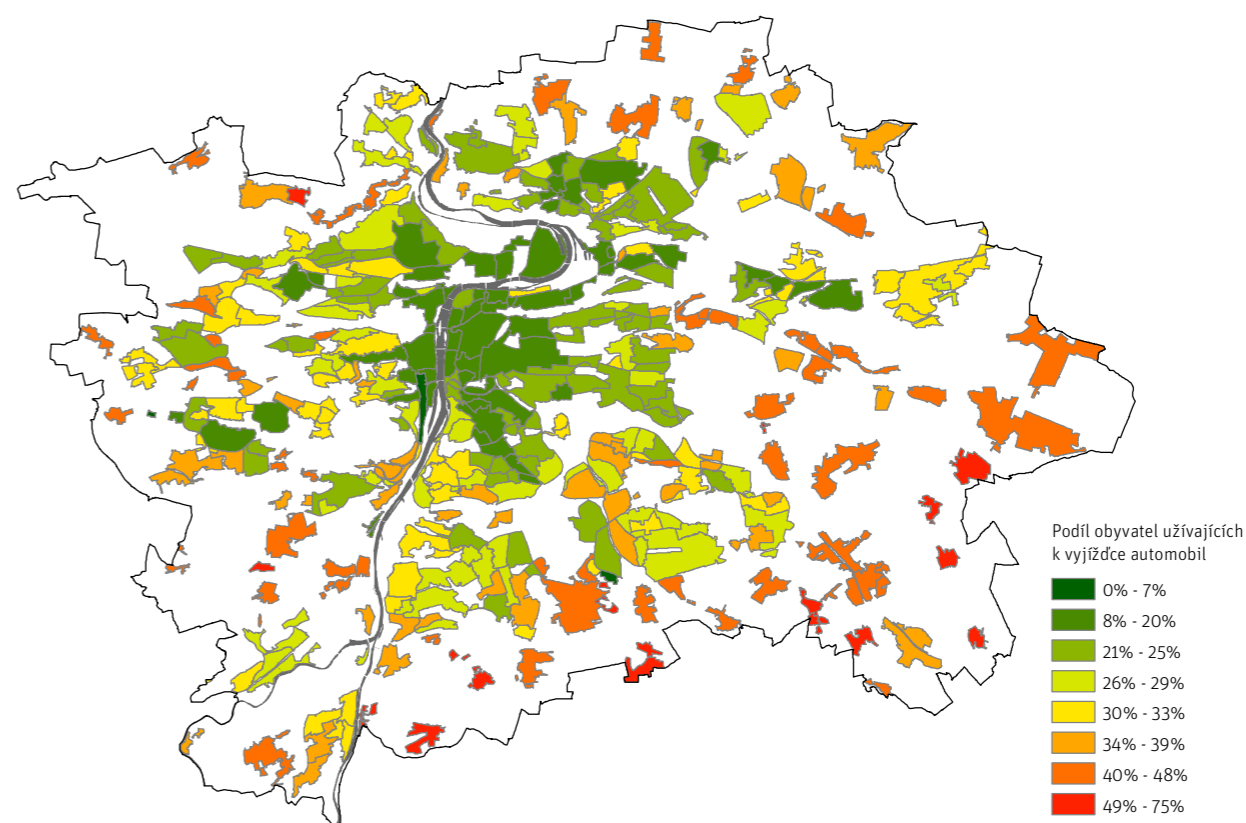 Podíl obyvatel užívajících
k vyjížďce automobil
0% - 7%
8% - 20%
21% - 25%
26% - 29%
30% - 33%
34% - 39%
40% - 48%
49% - 75%